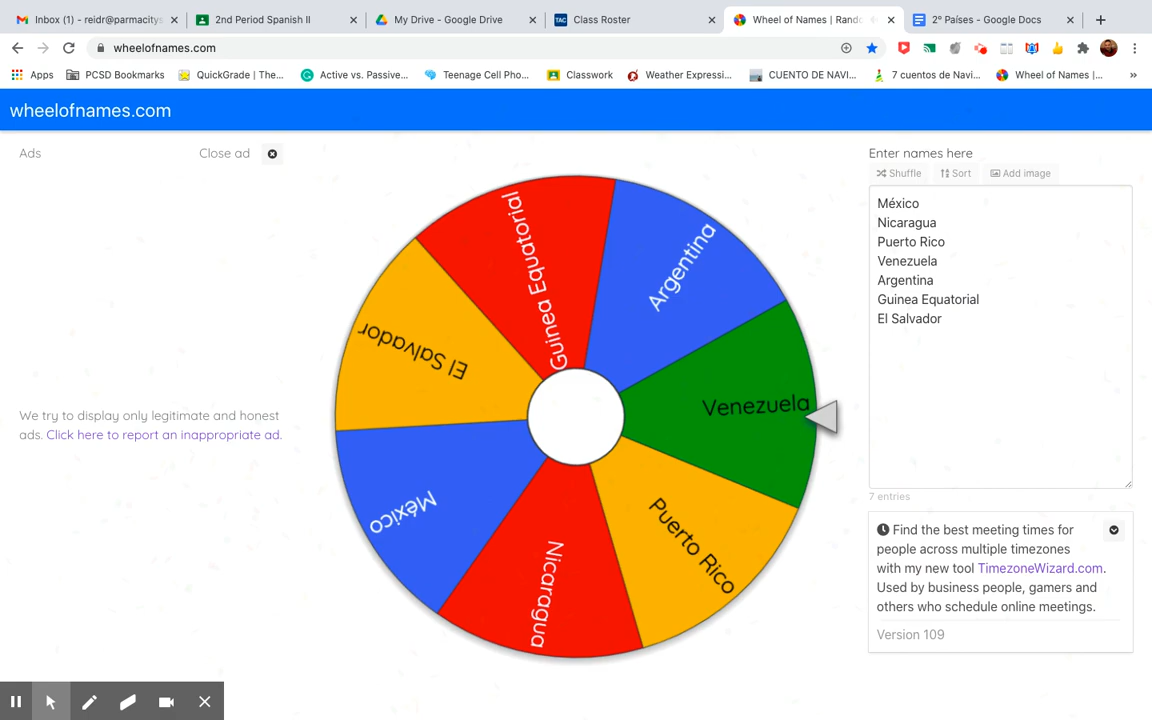 Inbox (1) - reidr@parmacitys
2nd Period Spanish II
My Drive - Google Drive
Class Roster
Wheel of Names | Rand
2º Países - Google Docs
wheelofnames.com
Apps
PCSD Bookmarks
QuickGrade | The...
Active vs. Passive...
Teenage Cell Pho...
Classwork
Weather Expressi...
CUENTO DE NAVI...
7 cuentos de Navi...
Wheel of Names |...
wheelofnames.com
Ads
Close ad
We try to display only legitimate and honest
ads. Click here to report an inappropriate ad.
Guinea Equatorial
Argentina
Venezuela
Puerto Rico
Nicaragua
México
El Salvador
Enter names here
Shuffle
Sort
Add image
México
Nicaragua
Puerto Rico
Venezuela
Argentina
Guinea Equatorial
El Salvador
7 entries
Find the best meeting times for
people across multiple timezones
with my new tool TimezoneWizard.com.
Used by business people, gamers and
others who schedule online meetings.
Version 109